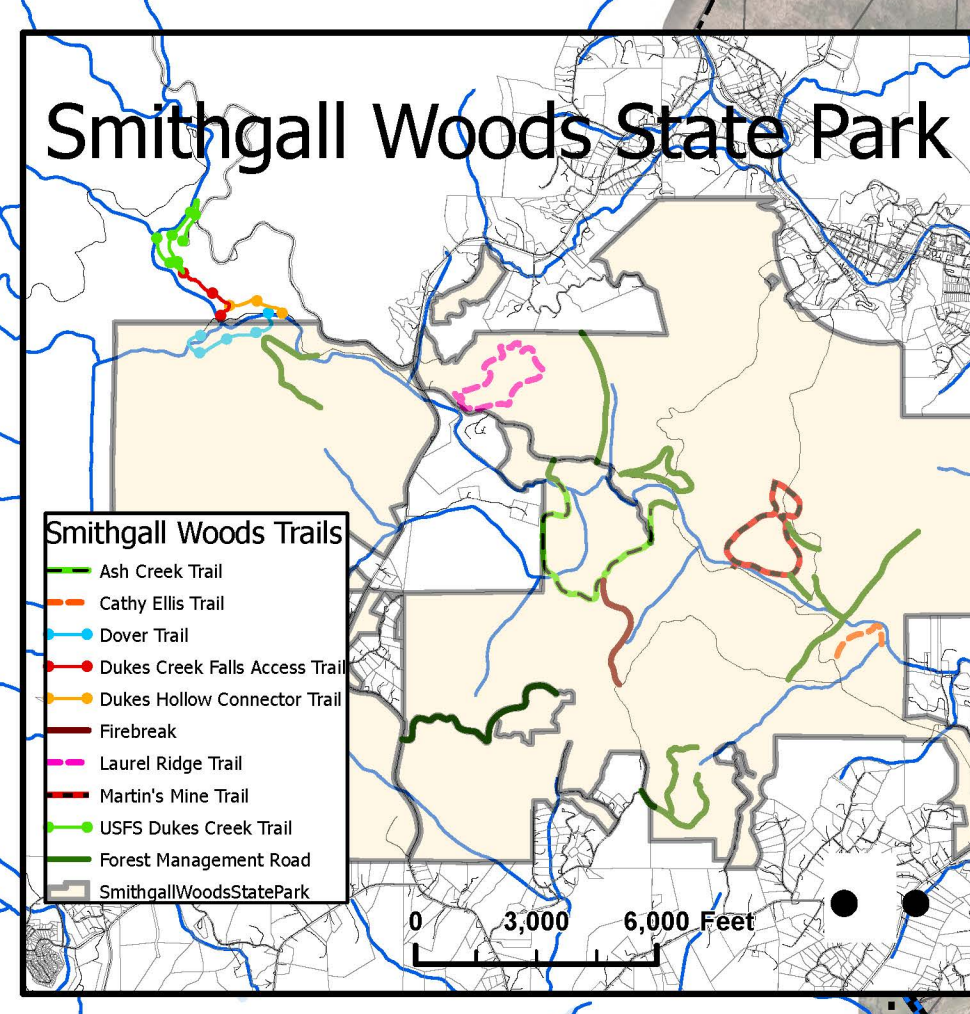 Smithgall Woods State Park
Smithgall Woods Trails
Ash Creek Trail
Cathy Ellis Trail
Dover Trail
Dukes Creek Falls Access Trail
Dukes Hollow Connector Trail
Firebreak
Laurel Ridge Trail
Martin's Mine Trail
USFS Dukes Creek Trail
Forest Management Road
SmithgallWoodsStatePark
0 3,000 6,000 Feet